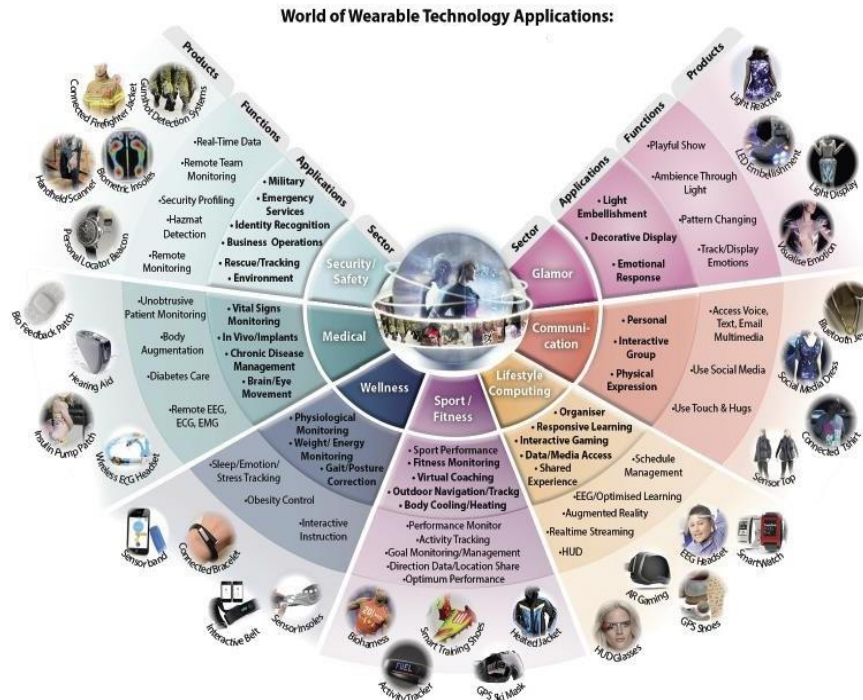 World of Wearable Technology Applications:
Products
Functions
Applications
Sector
Security/
Safety
•Military
•Emergency
Services
•Identity Recognition
•Business Operations
•Rescue/Tracking
•Environment
•Real-Time Data
•Remote Team
Monitoring
•Security Profiling
•Hazmat
Detection
•Remote
Monitoring
Connected Firefighter Jacket
Gunshot Detection Systems
Handheld Scanner
Biometric Insoles
Personal Locator Beacon
Medical
•Vital Signs
Monitoring
•In Vivo/Implants
•Chronic Disease
Management
•Brain/Eye
Movement
•Unobtrusive
Patient Monitoring
•Body
Augmentation
•Diabetes Care
•Remote EEG,
ECG, EMG
Bio Feedback Patch
Hearing Aid
Insulin Pump Patch
Wireless ECG Headset
Wellness
•Physiological
Monitoring
•Weight/ Energy
Monitoring
•Gait/Posture
Correction
•Sleep/Emotion/
Stress Tracking
•Obesity Control
•Interactive
Instruction
Sensor band
Connected Bracelet
Interactive Belt
Sensor Insoles
Sport /
Fitness
•Sport Performance
•Fitness Monitoring
•Virtual Coaching
•Outdoor Navigation/Trackg
•Body Cooling/Heating
•Performance Monitor
•Activity Tracking
•Goal Monitoring/Management
•Direction Data/Location Share
•Optimum Performance
Bioharness
Smart Training Shoes
Heated Jacket
Activity/Tracker
GPS Ski Mask
Lifestyle
Computing
•Organiser
•Responsive Learning
•Interactive Gaming
•Data/Media Access
•Shared
Experience
•Schedule
Management
•EEG/Optimised Learning
•Augmented Reality
•Realtime Streaming
•HUD
EEG Headset
SmartWatch
AR Gaming
GPS Shoes
HUD Glasses
Communi-
cation
•Personal
•Interactive
Group
•Physical
Expression
•Access Voice,
Text, Email
Multimedia
•Use Social Media
•Use Touch & Hugs
Social Media Dress
Connected Tshirt
Sensor Top
Sector
Applications
Functions
Products
Glamor
•Light
Embellishment
•Decorative Display
•Emotional
Response
•Playful Show
•Ambience Through
Light
•Pattern Changing
•Track/Display
Emotions
Light Reactive
LED Embellishment
Light Display
Visualise Emotion